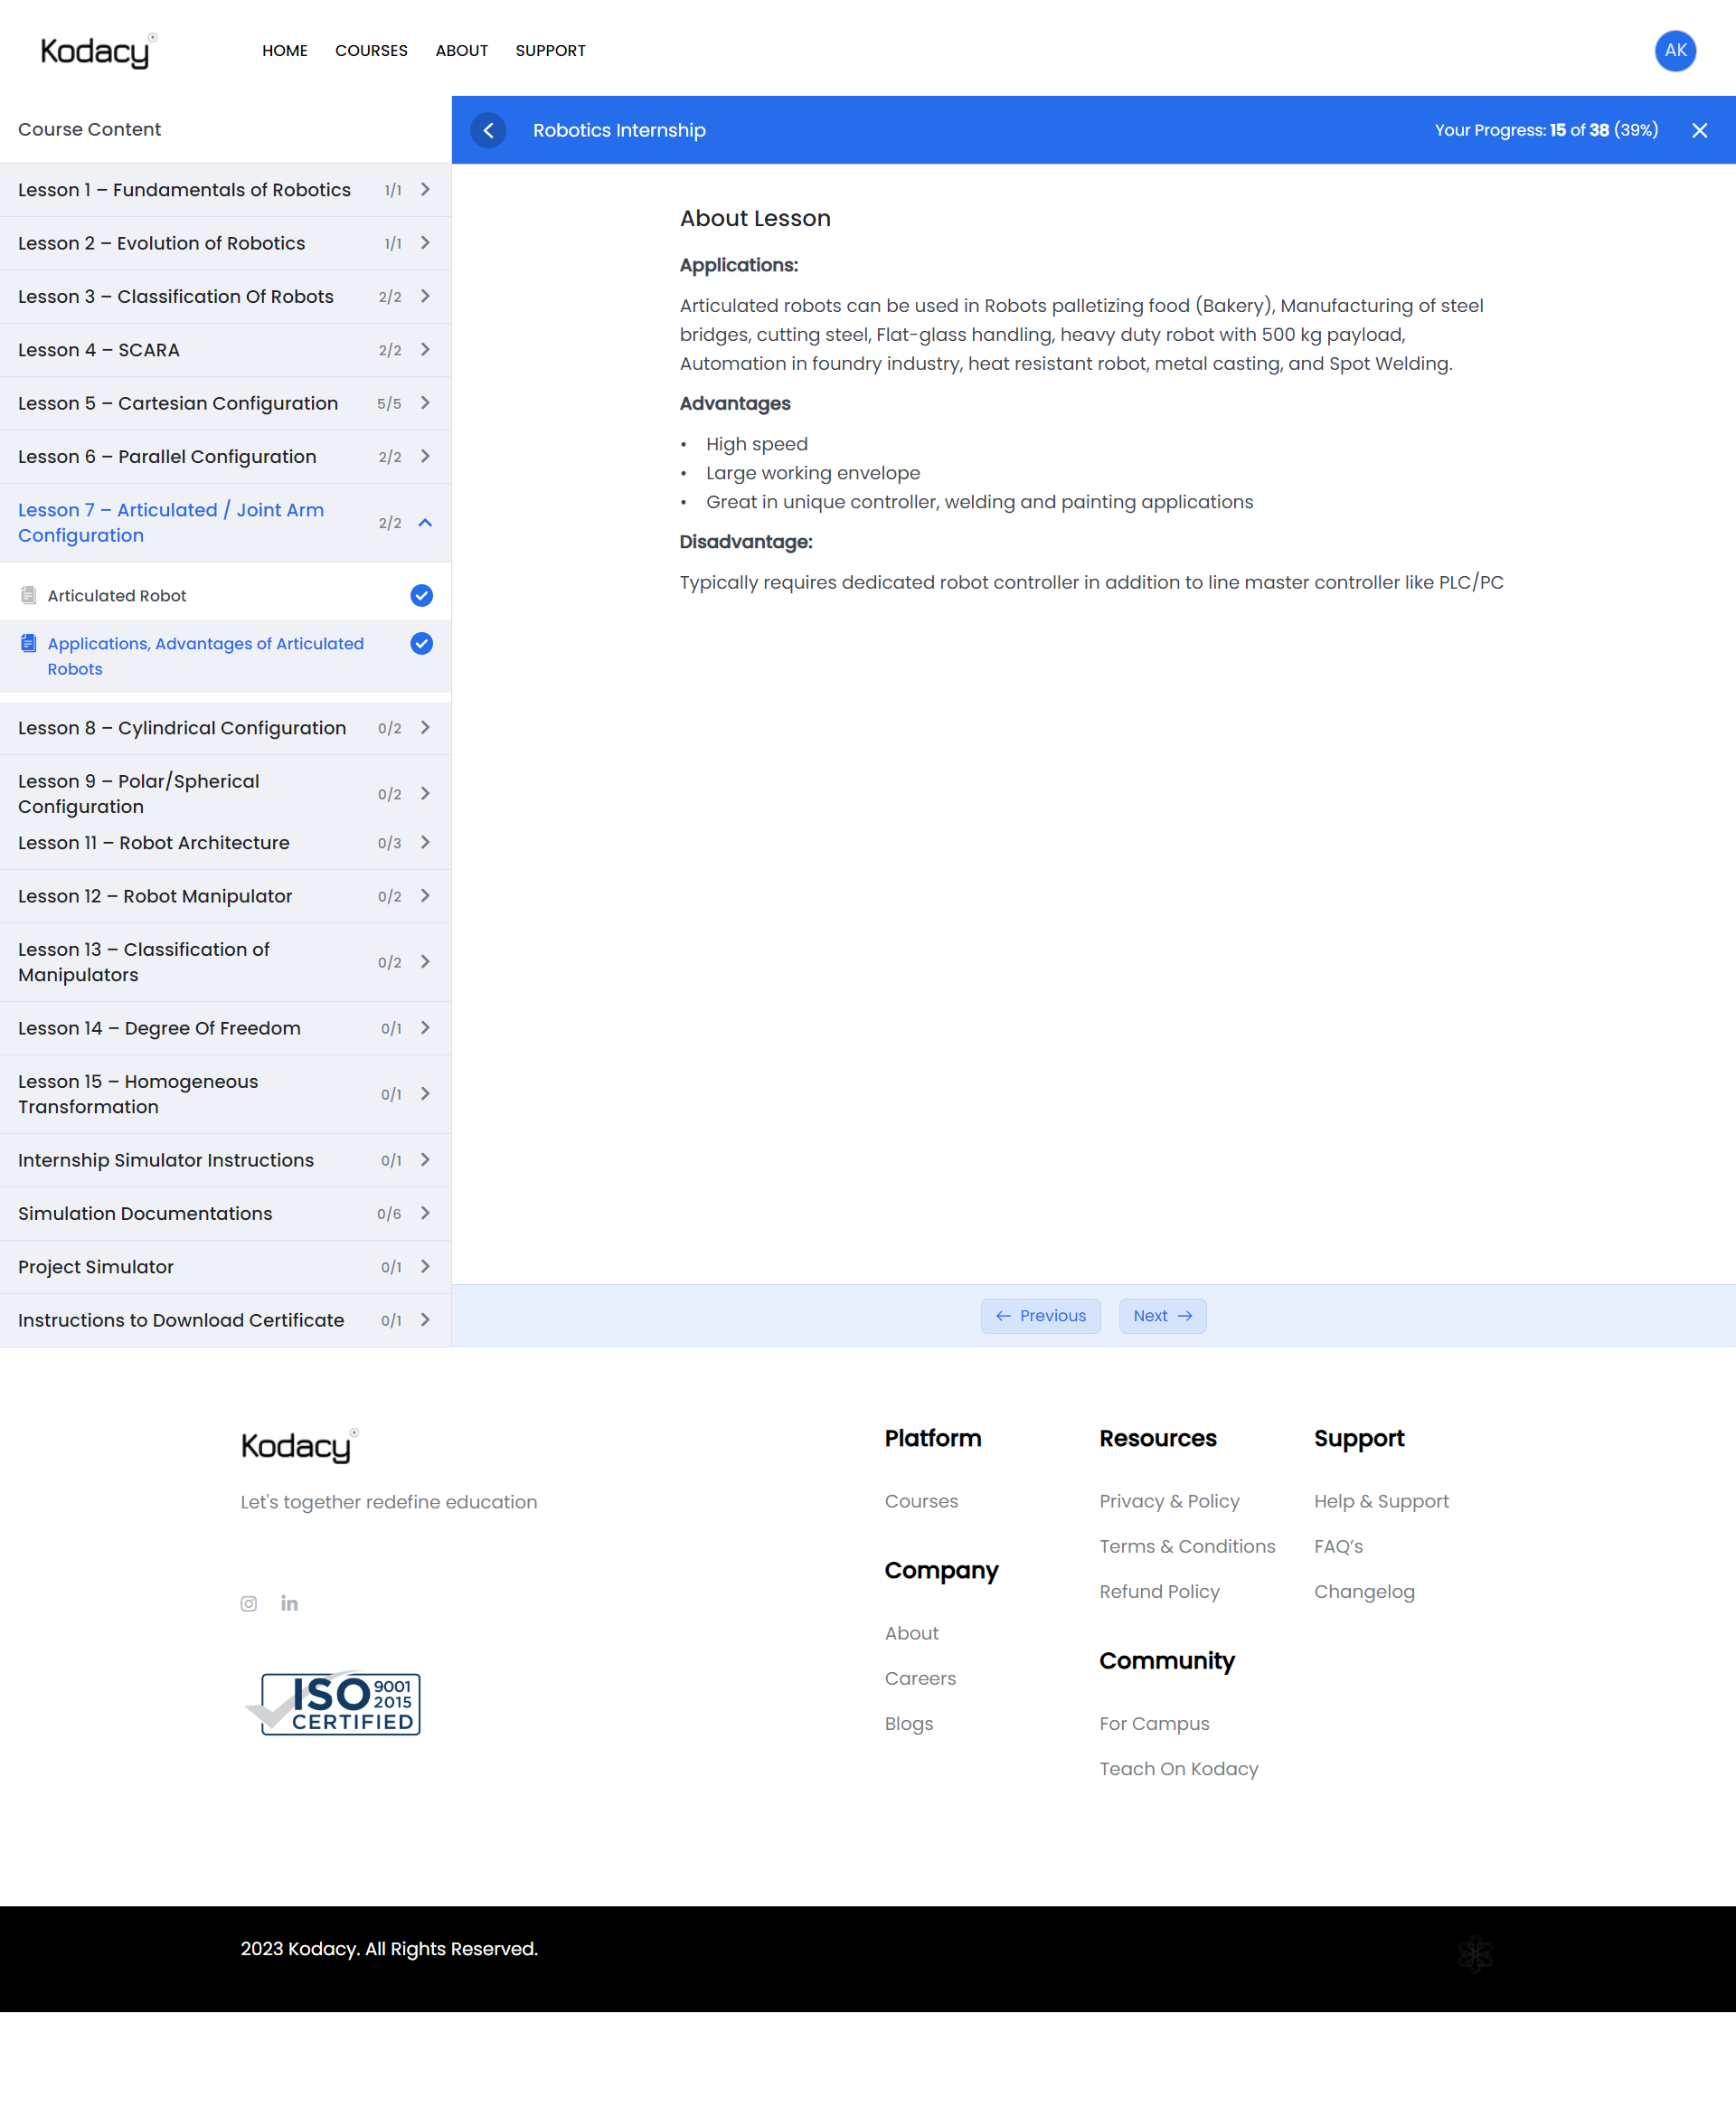 Kodacy
HOME COURSES ABOUT SUPPORT
AK
Course Content
Robotics Internship
Your Progress: 15 of 38 (39%)
Lesson 1 – Fundamentals of Robotics 1/1
Lesson 2 – Evolution of Robotics 1/1
Lesson 3 – Classification Of Robots 2/2
Lesson 4 – SCARA 2/2
Lesson 5 – Cartesian Configuration 5/5
Lesson 6 – Parallel Configuration 2/2
Lesson 7 – Articulated / Joint Arm
Configuration 2/2
Articulated Robot
Applications, Advantages of Articulated
Robots
Lesson 8 – Cylindrical Configuration 0/2
Lesson 9 – Polar/Spherical
Configuration 0/2
Lesson 11 – Robot Architecture 0/3
Lesson 12 – Robot Manipulator 0/2
Lesson 13 – Classification of
Manipulators 0/2
Lesson 14 – Degree Of Freedom 0/1
Lesson 15 – Homogeneous
Transformation 0/1
Internship Simulator Instructions 0/1
Simulation Documentations 0/6
Project Simulator 0/1
Instructions to Download Certificate 0/1
About Lesson
Applications:
Articulated robots can be used in Robots palletizing food (Bakery), Manufacturing of steel
bridges, cutting steel, Flat-glass handling, heavy duty robot with 500 kg payload,
Automation in foundry industry, heat resistant robot, metal casting, and Spot Welding.
Advantages
• High speed
• Large working envelope
• Great in unique controller, welding and painting applications
Disadvantage:
Typically requires dedicated robot controller in addition to line master controller like PLC/PC
← Previous
Next →
Kodacy
Let's together redefine education
ISO 9001
2015
CERTIFIED
Platform
Courses
Company
About
Careers
Blogs
Resources
Privacy & Policy
Terms & Conditions
Refund Policy
Community
For Campus
Teach On Kodacy
Support
Help & Support
FAQ’s
Changelog
2023 Kodacy. All Rights Reserved.